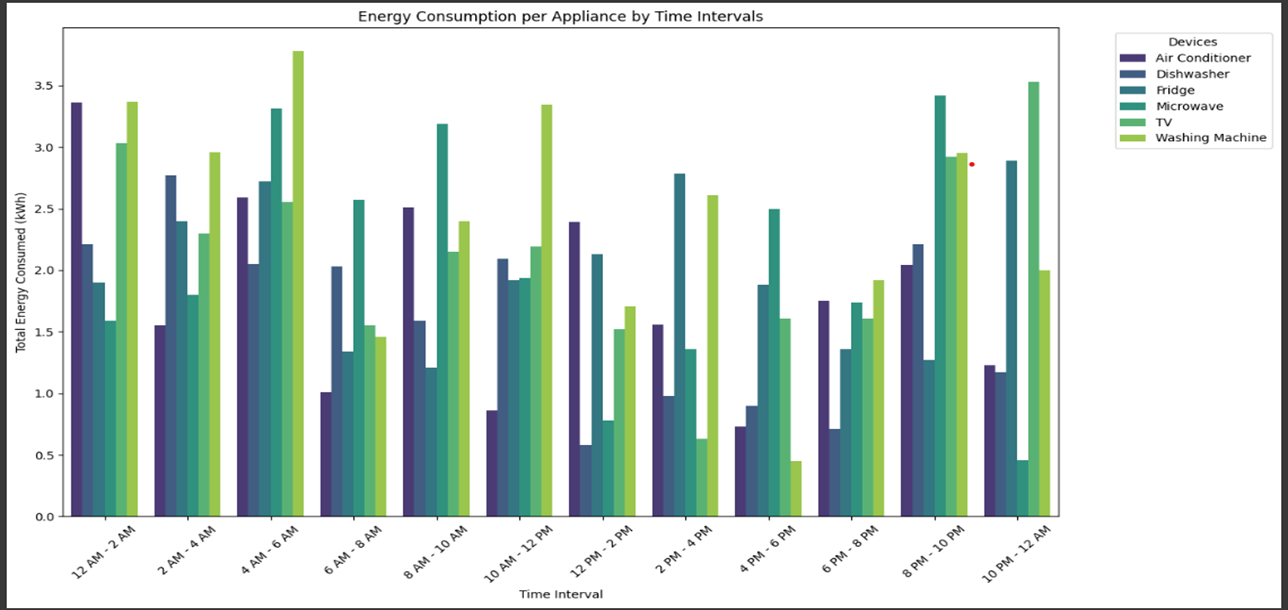 Energy Consumption per Appliance by Time Intervals
Devices
Air Conditioner
Dishwasher
Fridge
Microwave
TV
Washing Machine
Total Energy Consumed (kWh)
3.5
3.0
2.5
2.0
1.5
1.0
0.5
0.0
12 AM - 2 AM
2 AM - 4 AM
4 AM - 6 AM
6 AM - 8 AM
8 AM - 10 AM
10 AM - 12 PM
12 PM - 2 PM
2 PM - 4 PM
4 PM - 6 PM
6 PM - 8 PM
8 PM - 10 PM
10 PM - 12 AM
Time Interval